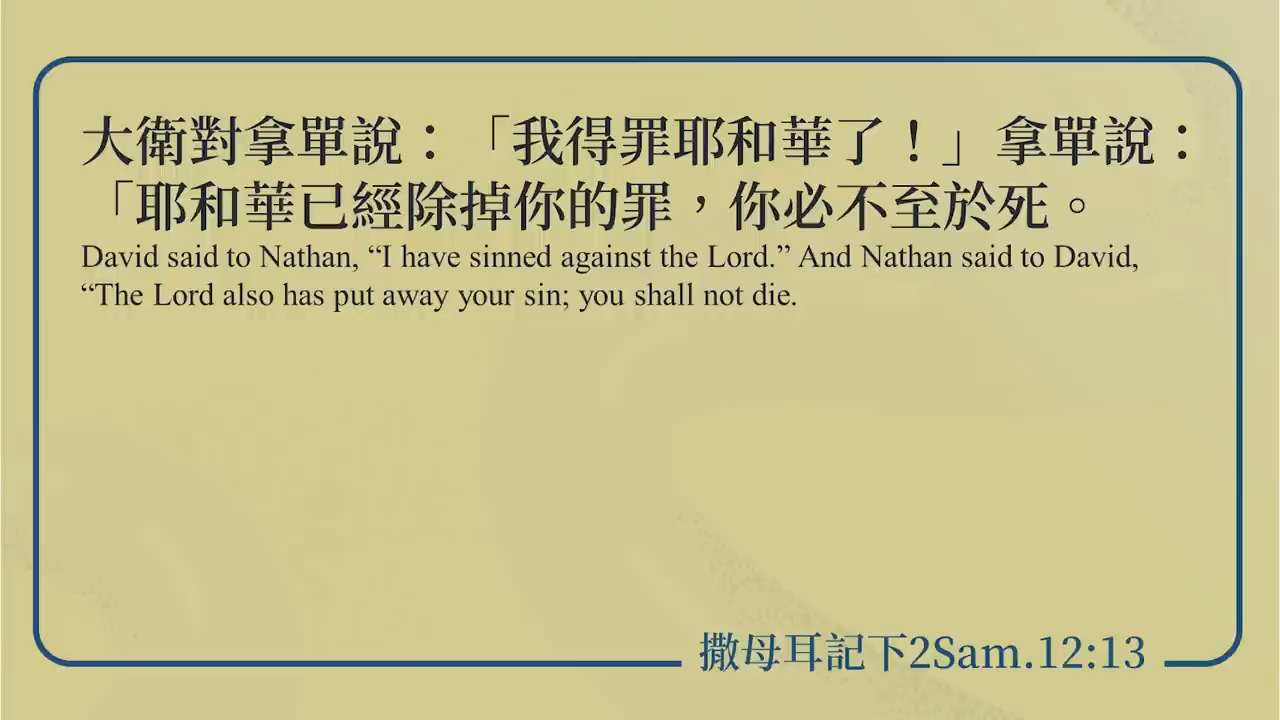 大衛對拿單說：「我得罪耶和華了！」拿單說：
「耶和華已經除掉你的罪，你必不至於死。
David said to Nathan, “I have sinned against the Lord.” And Nathan said to David,
“The Lord also has put away your sin; you shall not die.
撒母耳記下2Sam.12:13